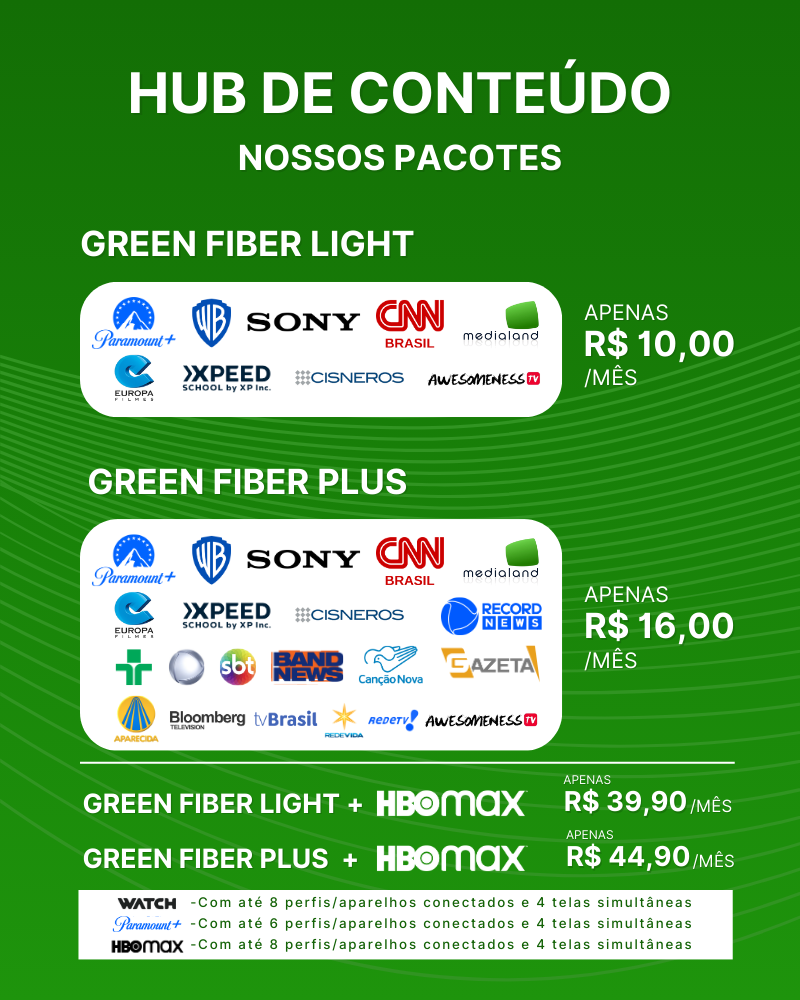 HUB DE CONTEÚDO
NOSSOS PACOTES
GREEN FIBER LIGHT
Paramount+ WB SONY CNN BRASIL medialand
EUROPA FILMES XPEED SCHOOL by XP Inc. CISNEROS AWESOMENESS TV
APENAS
R$ 10,00
/MÊS
GREEN FIBER PLUS
Paramount+ WB SONY CNN BRASIL medialand
EUROPA FILMES XPEED SCHOOL by XP Inc. CISNEROS RECORD NEWS
sbt BAND NEWS Canção Nova GAZETA
APARECIDA Bloomberg TELEVISION tvBrasil REDEVIDA REDETV! AWESOMENESS TV
APENAS
R$ 16,00
/MÊS
GREEN FIBER LIGHT + HBOMAX
APENAS
R$ 39,90 /MÊS
GREEN FIBER PLUS + HBOMAX
APENAS
R$ 44,90 /MÊS
WATCH -Com até 8 perfis/aparelhos conectados e 4 telas simultâneas
Paramount+ -Com até 6 perfis/aparelhos conectados e 4 telas simultâneas
HBOMAX -Com até 8 perfis/aparelhos conectados e 4 telas simultâneas